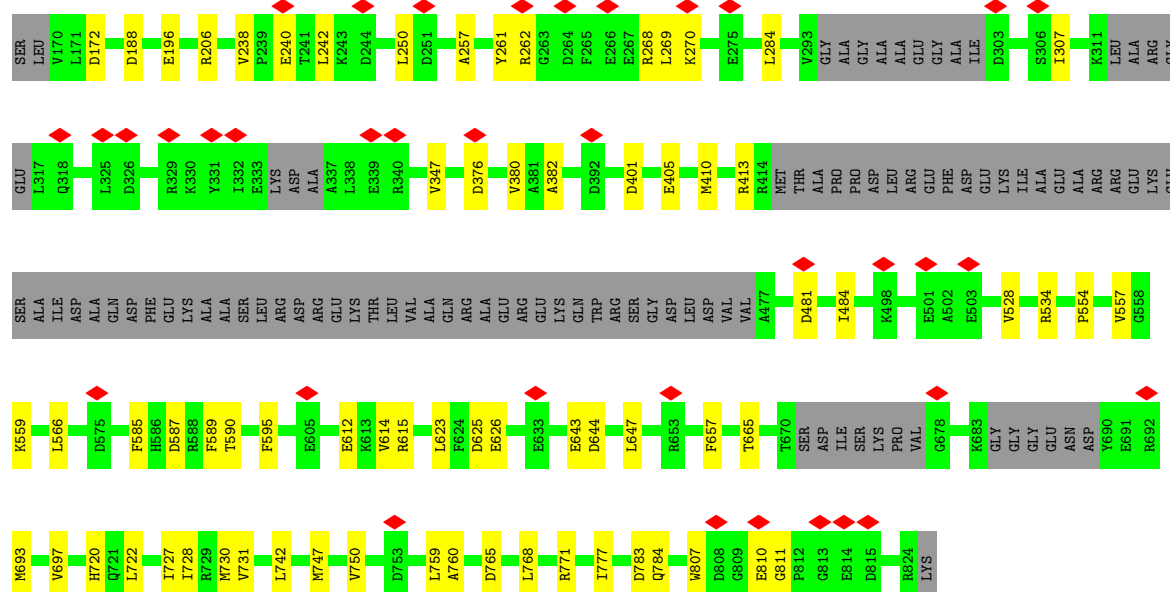 SER LEU V170 L171 D172 D188 E196 R206 V238 P239 E240 T241 L242 K243 D244 L250 D251 A257 Y261 R262 G263 D264 F265 E266 E267 R268 L269 K270 E275 L284 V293 GLY ALA GLY ALA ALA GLU GLY ALA ILE D303 S306 I307 K311 LEU ALA ARG GLY
GLU L317 Q318 L325 D326 R329 K330 Y331 I332 E333 LYS ASP ALA A337 L338 E339 R340 V347 D376 V380 A381 A382 D392 D401 E405 M410 R413 R414 MET THR ALA PRO PRO ASP LEU ARG GLU PHE ASP GLU LYS ILE ALA GLU ALA ARG ARG GLU LYS GLU
SER ALA ILE ASP ALA GLN ASP PHE GLU LYS ALA ALA SER LEU ARG ASP ARG GLU LYS THR LEU VAL ALA GLN ARG ALA GLU ARG GLU LYS GLN TRP ARG SER GLY ASP LEU ASP VAL VAL A477 D481 I484 K498 E501 A502 E503 V528 R534 P554 V557 G558
K559 L566 D575 F585 H586 D587 R588 F589 T590 F595 E605 E612 K613 V614 R615 L623 F624 D625 E626 E633 E643 D644 L647 R653 F657 T665 T670 SER ASP ILE SER LYS PRO VAL G678 K683 GLY GLY GLY GLU ASN ASP Y690 E691 R692
M693 V697 H720 Q721 L722 I727 I728 R729 M730 V731 L742 M747 V750 D753 L759 A760 D765 L768 R771 I777 D783 Q784 W807 D808 G809 E810 G811 P812 G813 E814 D815 R824 LYS